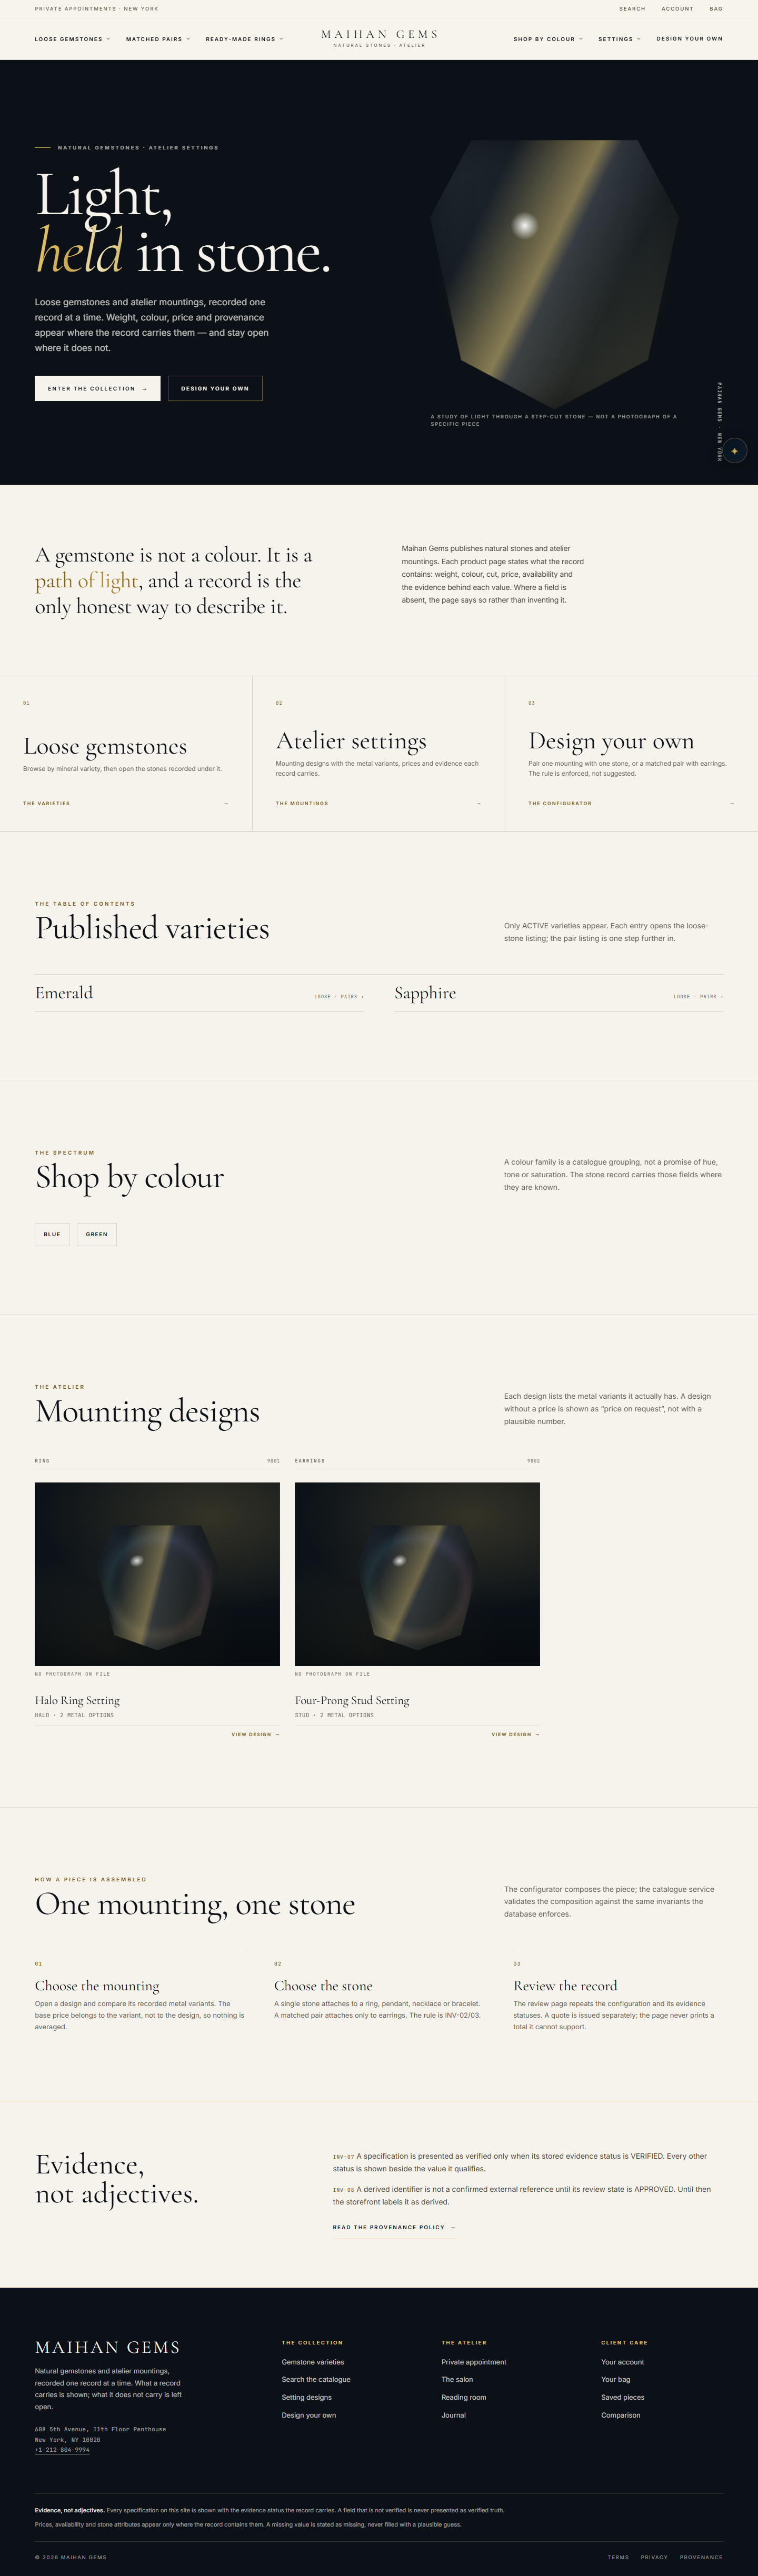 PRIVATE APPOINTMENTS · NEW YORK
SEARCH ACCOUNT BAG
LOOSE GEMSTONES MATCHED PAIRS READY-MADE RINGS
MAIHAN GEMS
NATURAL STONES · ATELIER
SHOP BY COLOUR SETTINGS DESIGN YOUR OWN
NATURAL GEMSTONES · ATELIER SETTINGS
Light,
held in stone.
Loose gemstones and atelier mountings, recorded one
record at a time. Weight, colour, price and provenance
appear where the record carries them — and stay open
where it does not.
ENTER THE COLLECTION →
DESIGN YOUR OWN
A STUDY OF LIGHT THROUGH A STEP-CUT STONE — NOT A PHOTOGRAPH OF A
SPECIFIC PIECE
MAIHAN GEMS · NEW YORK
A gemstone is not a colour. It is a
path of light, and a record is the
only honest way to describe it.
Maihan Gems publishes natural stones and atelier
mountings. Each product page states what the record
contains: weight, colour, cut, price, availability and
the evidence behind each value. Where a field is
absent, the page says so rather than inventing it.
01
Loose gemstones
Browse by mineral variety, then open the stones recorded under it.
THE VARIETIES →
02
Atelier settings
Mounting designs with the metal variants, prices and evidence each
record carries.
THE MOUNTINGS →
03
Design your own
Pair one mounting with one stone, or a matched pair with earrings.
The rule is enforced, not suggested.
THE CONFIGURATOR →
THE TABLE OF CONTENTS
Published varieties
Only ACTIVE varieties appear. Each entry opens the loose-
stone listing; the pair listing is one step further in.
Emerald
LOOSE · PAIRS →
Sapphire
LOOSE · PAIRS →
THE SPECTRUM
Shop by colour
A colour family is a catalogue grouping, not a promise of hue,
tone or saturation. The stone record carries those fields where
they are known.
BLUE
GREEN
THE ATELIER
Mounting designs
Each design lists the metal variants it actually has. A design
without a price is shown as "price on request", not with a
plausible number.
RING 9001
EARRINGS 9002
NO PHOTOGRAPH ON FILE
NO PHOTOGRAPH ON FILE
Halo Ring Setting
HALO · 2 METAL OPTIONS
VIEW DESIGN →
Four-Prong Stud Setting
STUD · 2 METAL OPTIONS
VIEW DESIGN →
HOW A PIECE IS ASSEMBLED
One mounting, one stone
The configurator composes the piece; the catalogue service
validates the composition against the same invariants the
database enforces.
01
Choose the mounting
Open a design and compare its recorded metal variants. The
base price belongs to the variant, not to the design, so nothing is
averaged.
02
Choose the stone
A single stone attaches to a ring, pendant, necklace or bracelet.
A matched pair attaches only to earrings. The rule is INV-02/03.
03
Review the record
The review page repeats the configuration and its evidence
statuses. A quote is issued separately; the page never prints a
total it cannot support.
Evidence,
not adjectives.
INV-07 A specification is presented as verified only when its stored evidence status is VERIFIED. Every other
status is shown beside the value it qualifies.
INV-08 A derived identifier is not a confirmed external reference until its review state is APPROVED. Until then
the storefront labels it as derived.
READ THE PROVENANCE POLICY →
MAIHAN GEMS
Natural gemstones and atelier mountings,
recorded one record at a time. What a record
carries is shown; what it does not carry is left
open.
608 5th Avenue, 11th Floor Penthouse
New York, NY 10020
+1-212-804-9994
THE COLLECTION
Gemstone varieties
Search the catalogue
Setting designs
Design your own
THE ATELIER
Private appointment
The salon
Reading room
Journal
CLIENT CARE
Your account
Your bag
Saved pieces
Comparison
Evidence, not adjectives. Every specification on this site is shown with the evidence status the record carries. A field that is not verified is never presented as verified truth.
Prices, availability and stone attributes appear only where the record contains them. A missing value is stated as missing, never filled with a plausible guess.
© 2026 MAIHAN GEMS
TERMS PRIVACY PROVENANCE